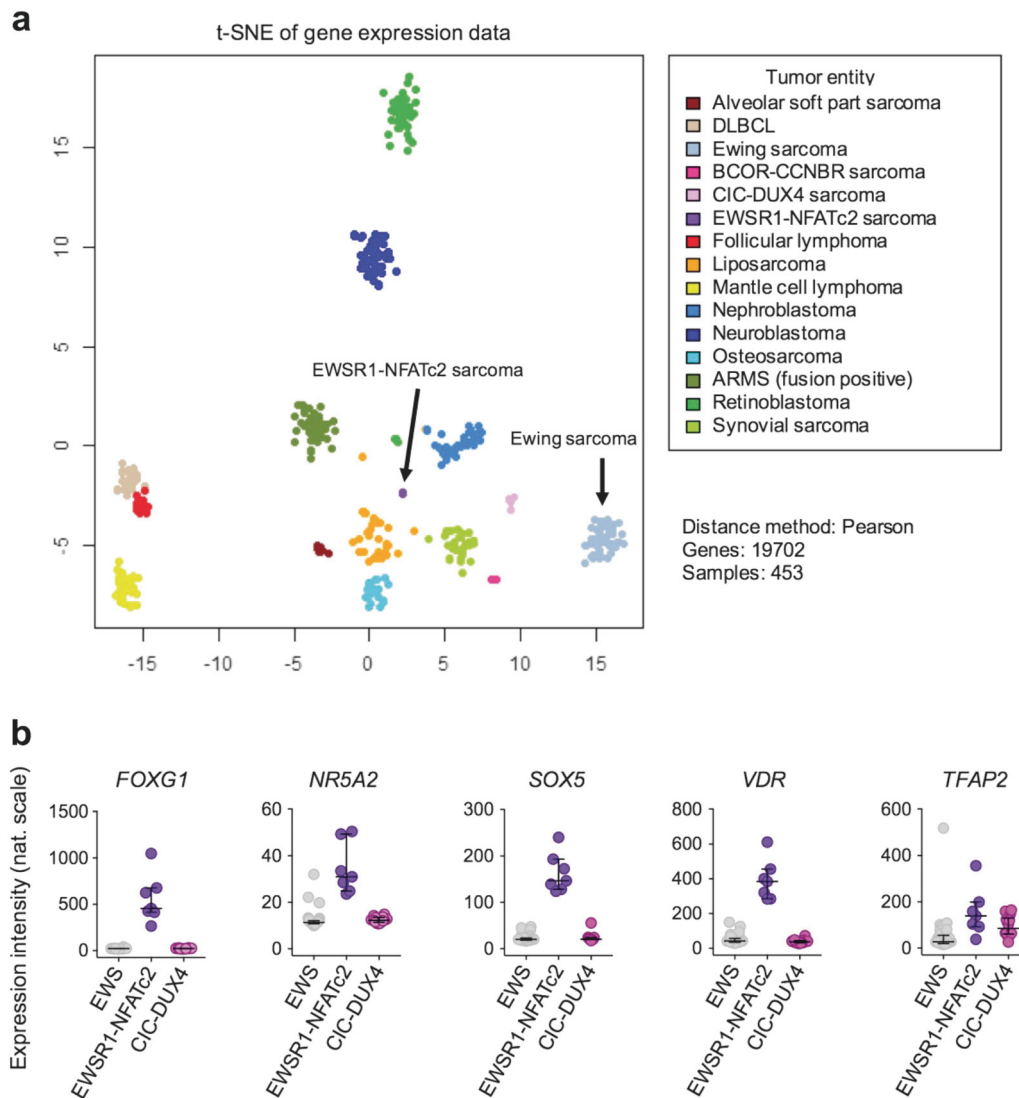 a
t-SNE of gene expression data
15
10
5
0
-5
-15
-10
-5
0
5
10
15
EWSR1-NFATc2 sarcoma
Ewing sarcoma
Tumor entity
Alveolar soft part sarcoma
DLBCL
Ewing sarcoma
BCOR-CCNBR sarcoma
CIC-DUX4 sarcoma
EWSR1-NFATc2 sarcoma
Follicular lymphoma
Liposarcoma
Mantle cell lymphoma
Nephroblastoma
Neuroblastoma
Osteosarcoma
ARMS (fusion positive)
Retinoblastoma
Synovial sarcoma
Distance method: Pearson
Genes: 19702
Samples: 453
b
Expression intensity (nat. scale)
FOXG1
1500
1000
500
0
EWS
EWSR1-NFATc2
CIC-DUX4
NR5A2
60
40
20
0
EWS
EWSR1-NFATc2
CIC-DUX4
SOX5
300
200
100
0
EWS
EWSR1-NFATc2
CIC-DUX4
VDR
800
600
400
200
0
EWS
EWSR1-NFATc2
CIC-DUX4
TFAP2
600
400
200
0
EWS
EWSR1-NFATc2
CIC-DUX4